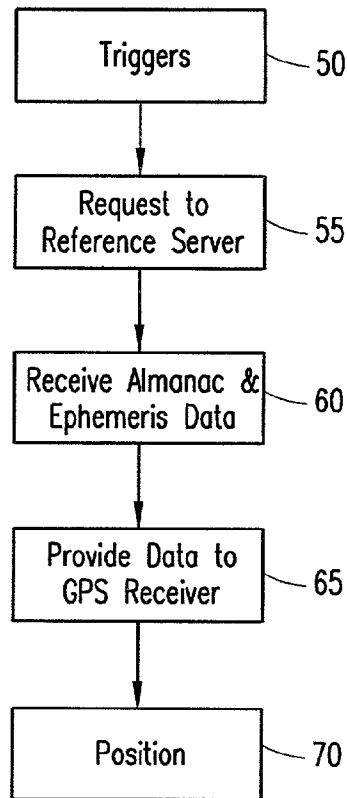 Triggers
50
Request to
Reference Server
55
Receive Almanac &
Ephemeris Data
60
Provide Data to
GPS Receiver
65
Position
70